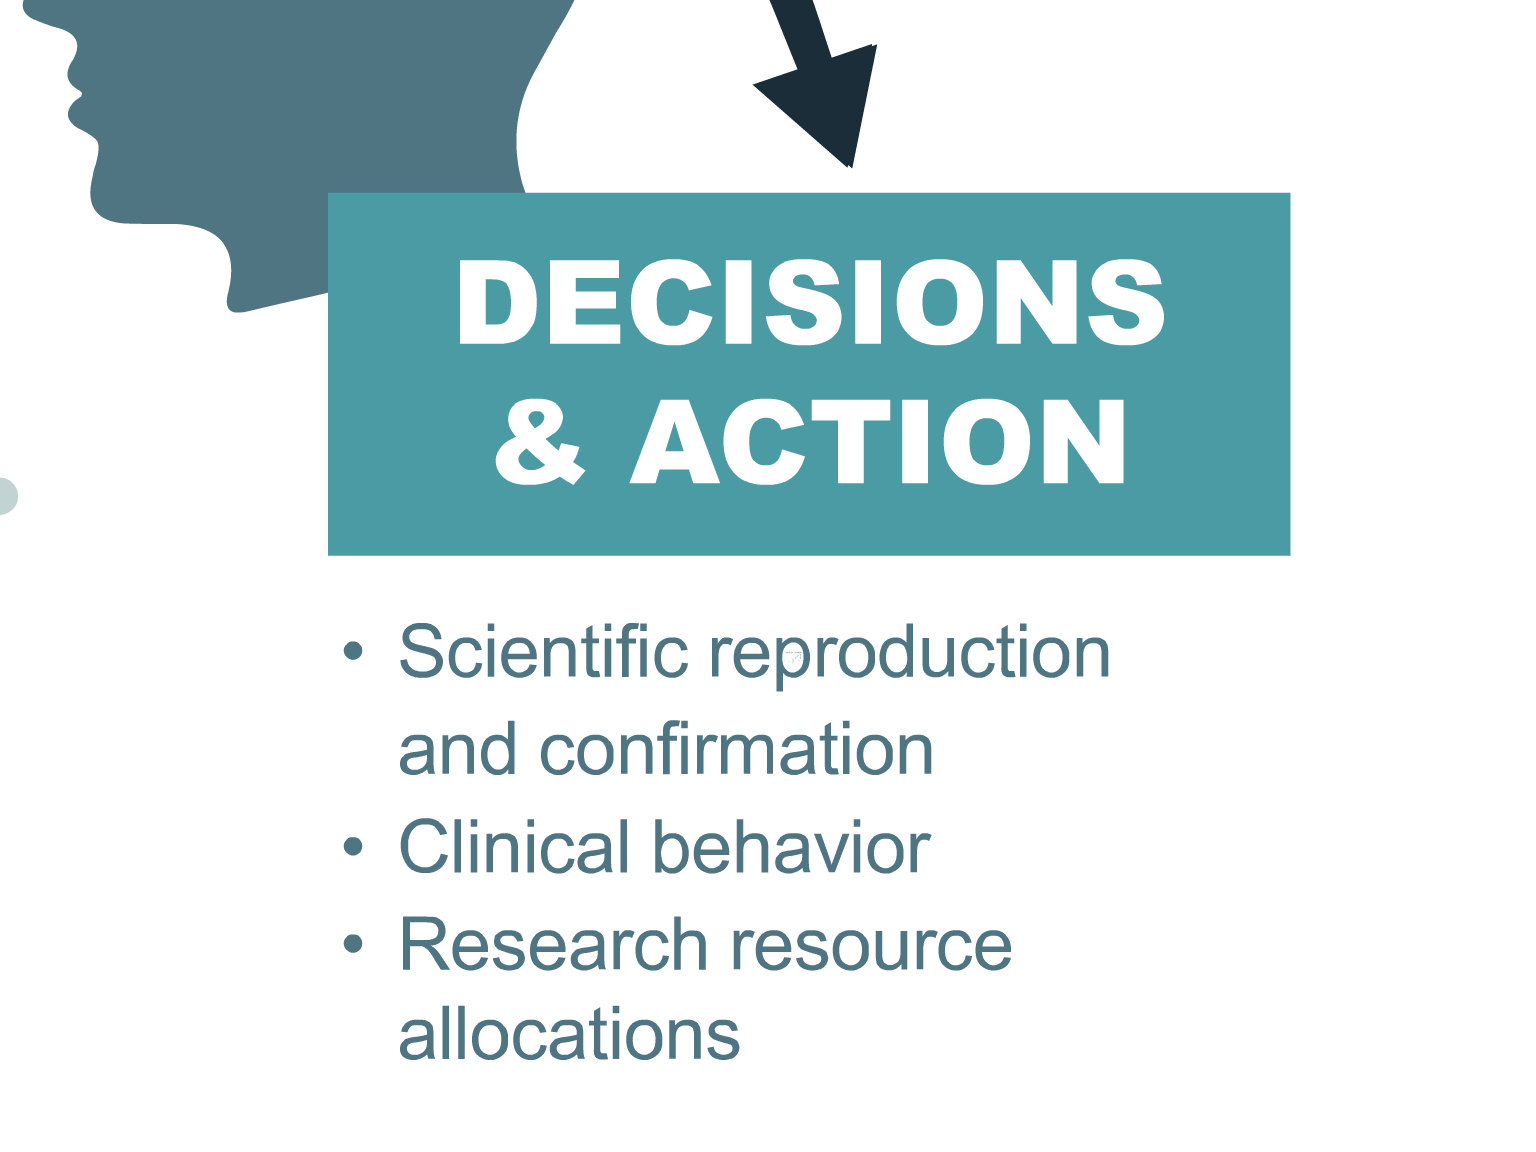 DECISIONS
& ACTION
• Scientific reproduction
and confirmation
• Clinical behavior
• Research resource
allocations